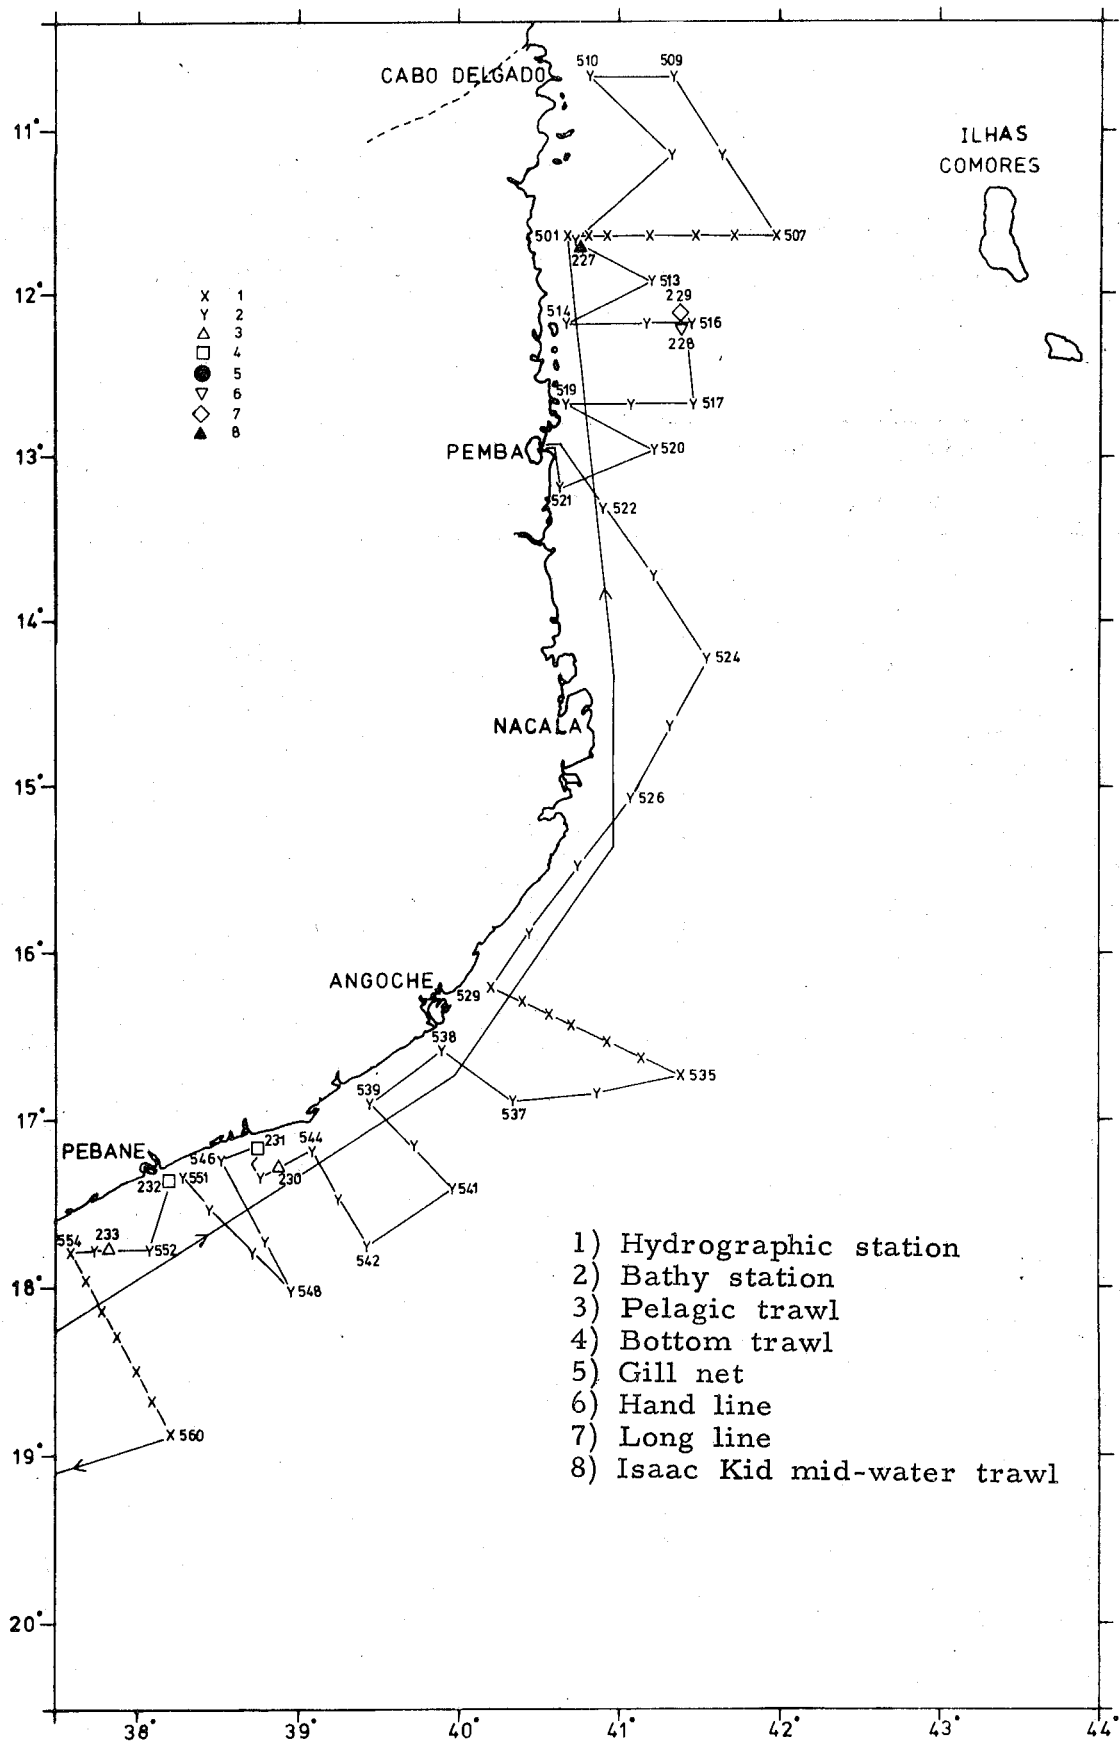 510 509
CABO DELGADO
11°
ILHAS
COMORES
501 507
227
513
12°
229
514 516
228
X 1
Y 2
3
4
5
6
7
8
519 517
520
PEMBA
13°
521 522
14°
524
NACALA
15°
526
16°
ANGOCHE
529
538
535
539
537
17°
PEBANE
231
544
546
230
232 551
541
233
554 552
542
18°
548
560
19°
20°
1) Hydrographic station
2) Bathy station
3) Pelagic trawl
4) Bottom trawl
5) Gill net
6) Hand line
7) Long line
8) Isaac Kid mid-water trawl
38° 39° 40° 41° 42° 43° 44°